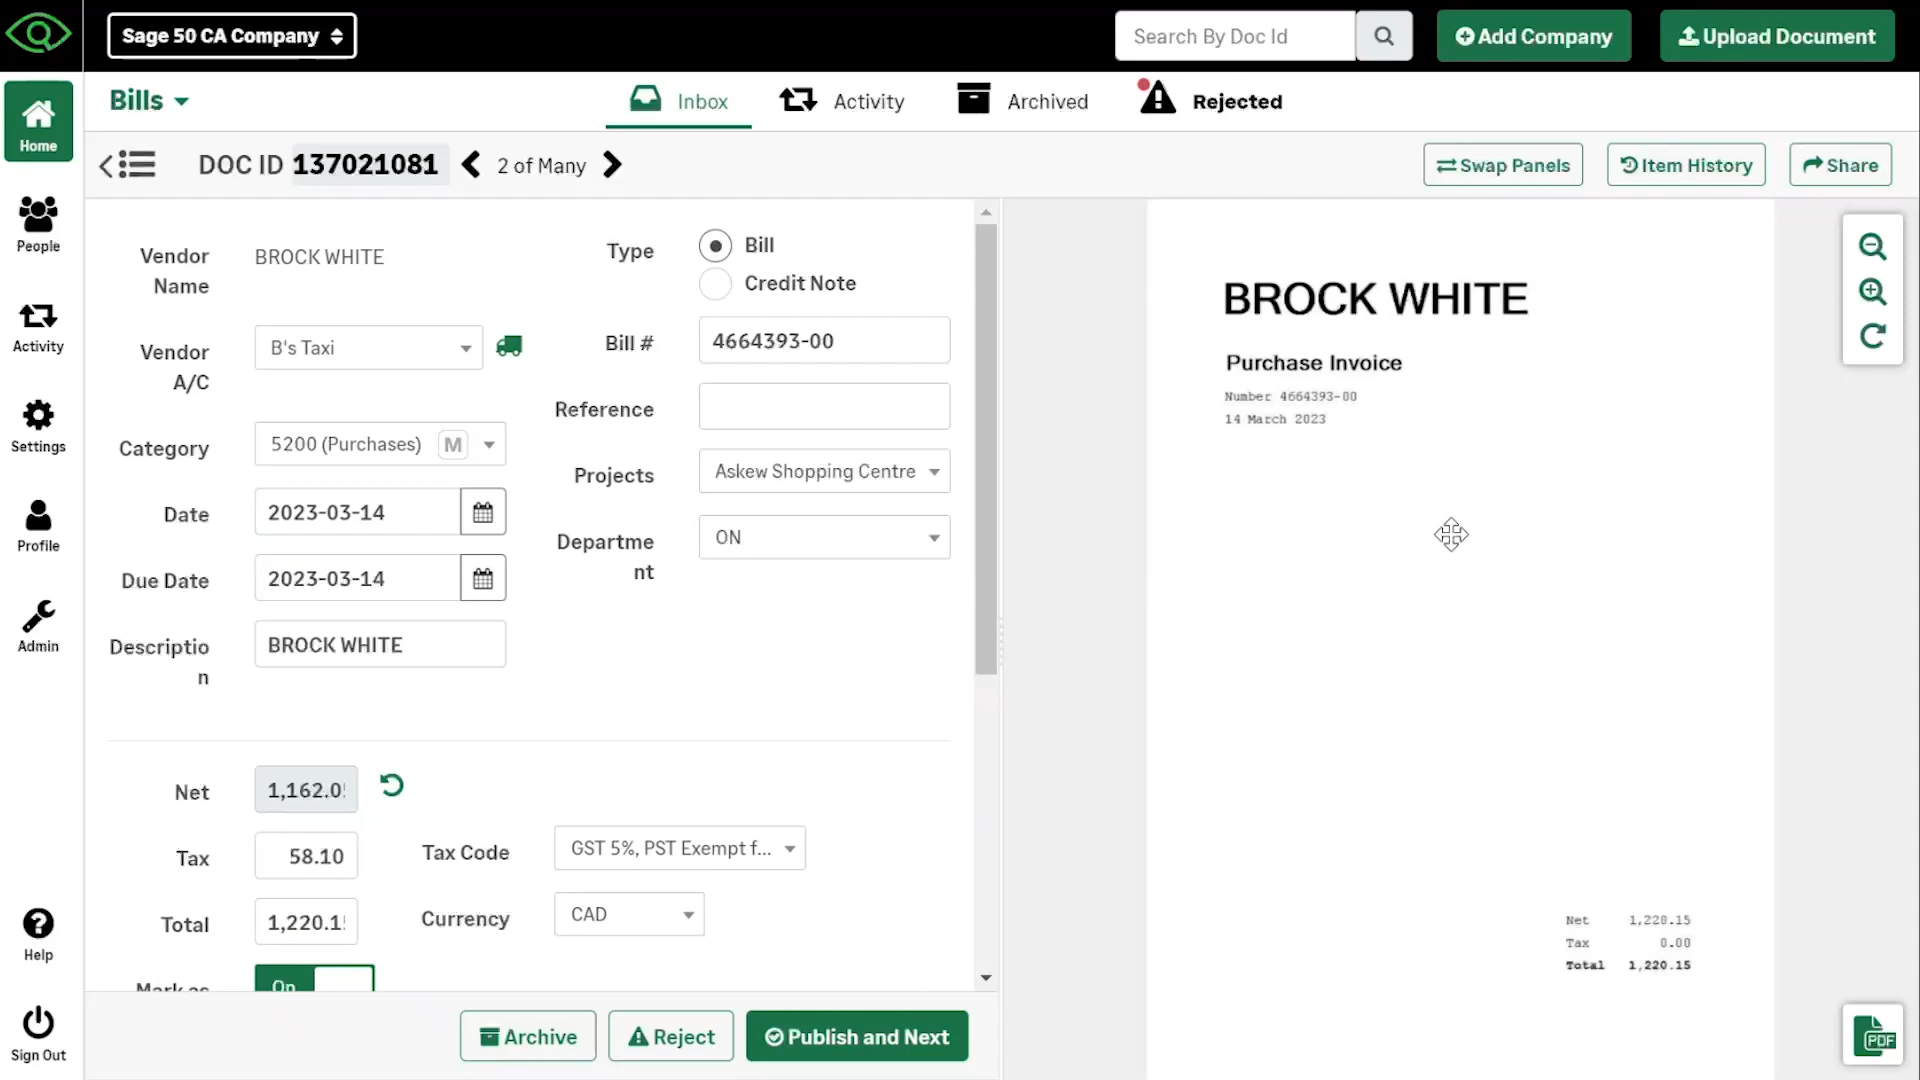 Sage 50 CA Company
Search By Doc Id
Add Company
Upload Document
Home
People
Activity
Settings
Profile
Admin
Help
Sign Out
Bills
Inbox
Activity
Archived
Rejected
DOC ID 137021081
2 of Many
Swap Panels
Item History
Share
Vendor
Name
BROCK WHITE
Vendor
A/C
B's Taxi
Category
5200 (Purchases) M
Date
2023-03-14
Due Date
2023-03-14
Descriptio
n
BROCK WHITE
Type
Bill
Credit Note
Bill #
4664393-00
Reference
Projects
Askew Shopping Centre
Departme
nt
ON
Net
1,162.0
Tax
58.10
Tax Code
GST 5%, PST Exempt f...
Total
1,220.1
Currency
CAD
Mark as
On
Archive
Reject
Publish and Next
BROCK WHITE
Purchase Invoice
Number 4664393-00
14 March 2023
Net 1,220.15
Tax 0.00
Total 1,220.15
PDF